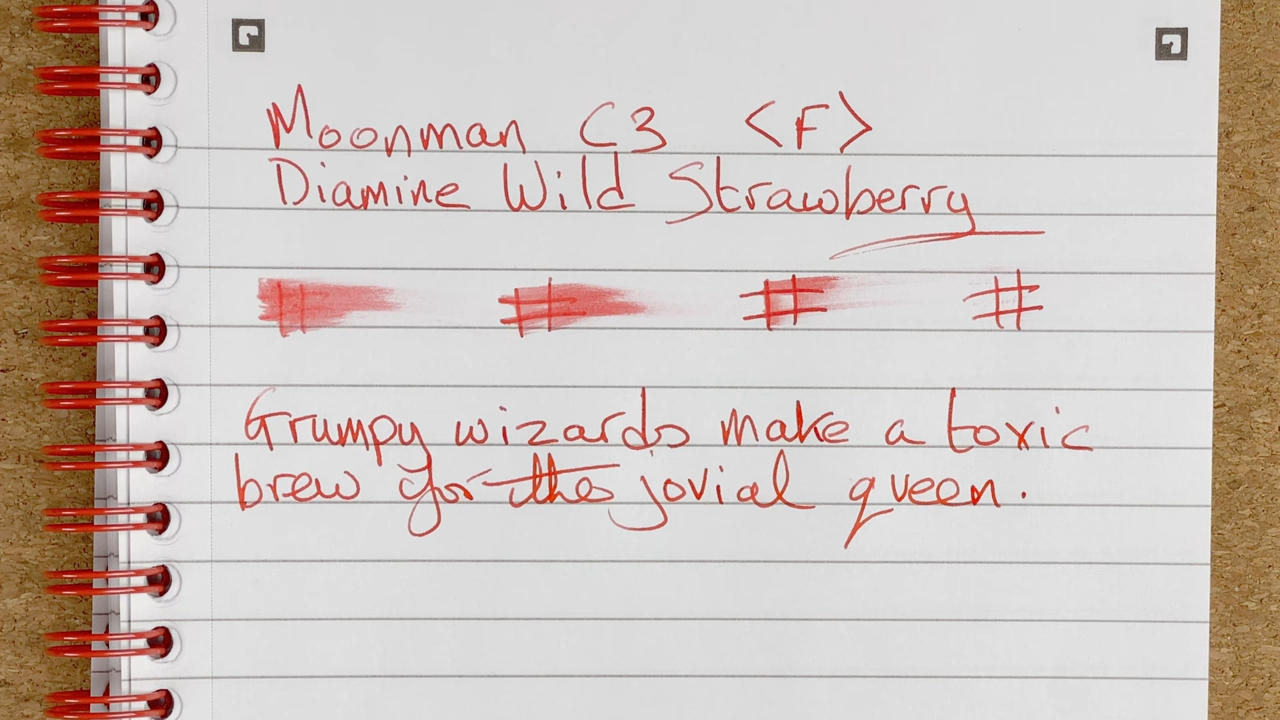 Moonman C3 <F>
Diamine Wild Strawberry
# # # #
Grumpy wizards make a toxic
brew for the jovial queen.